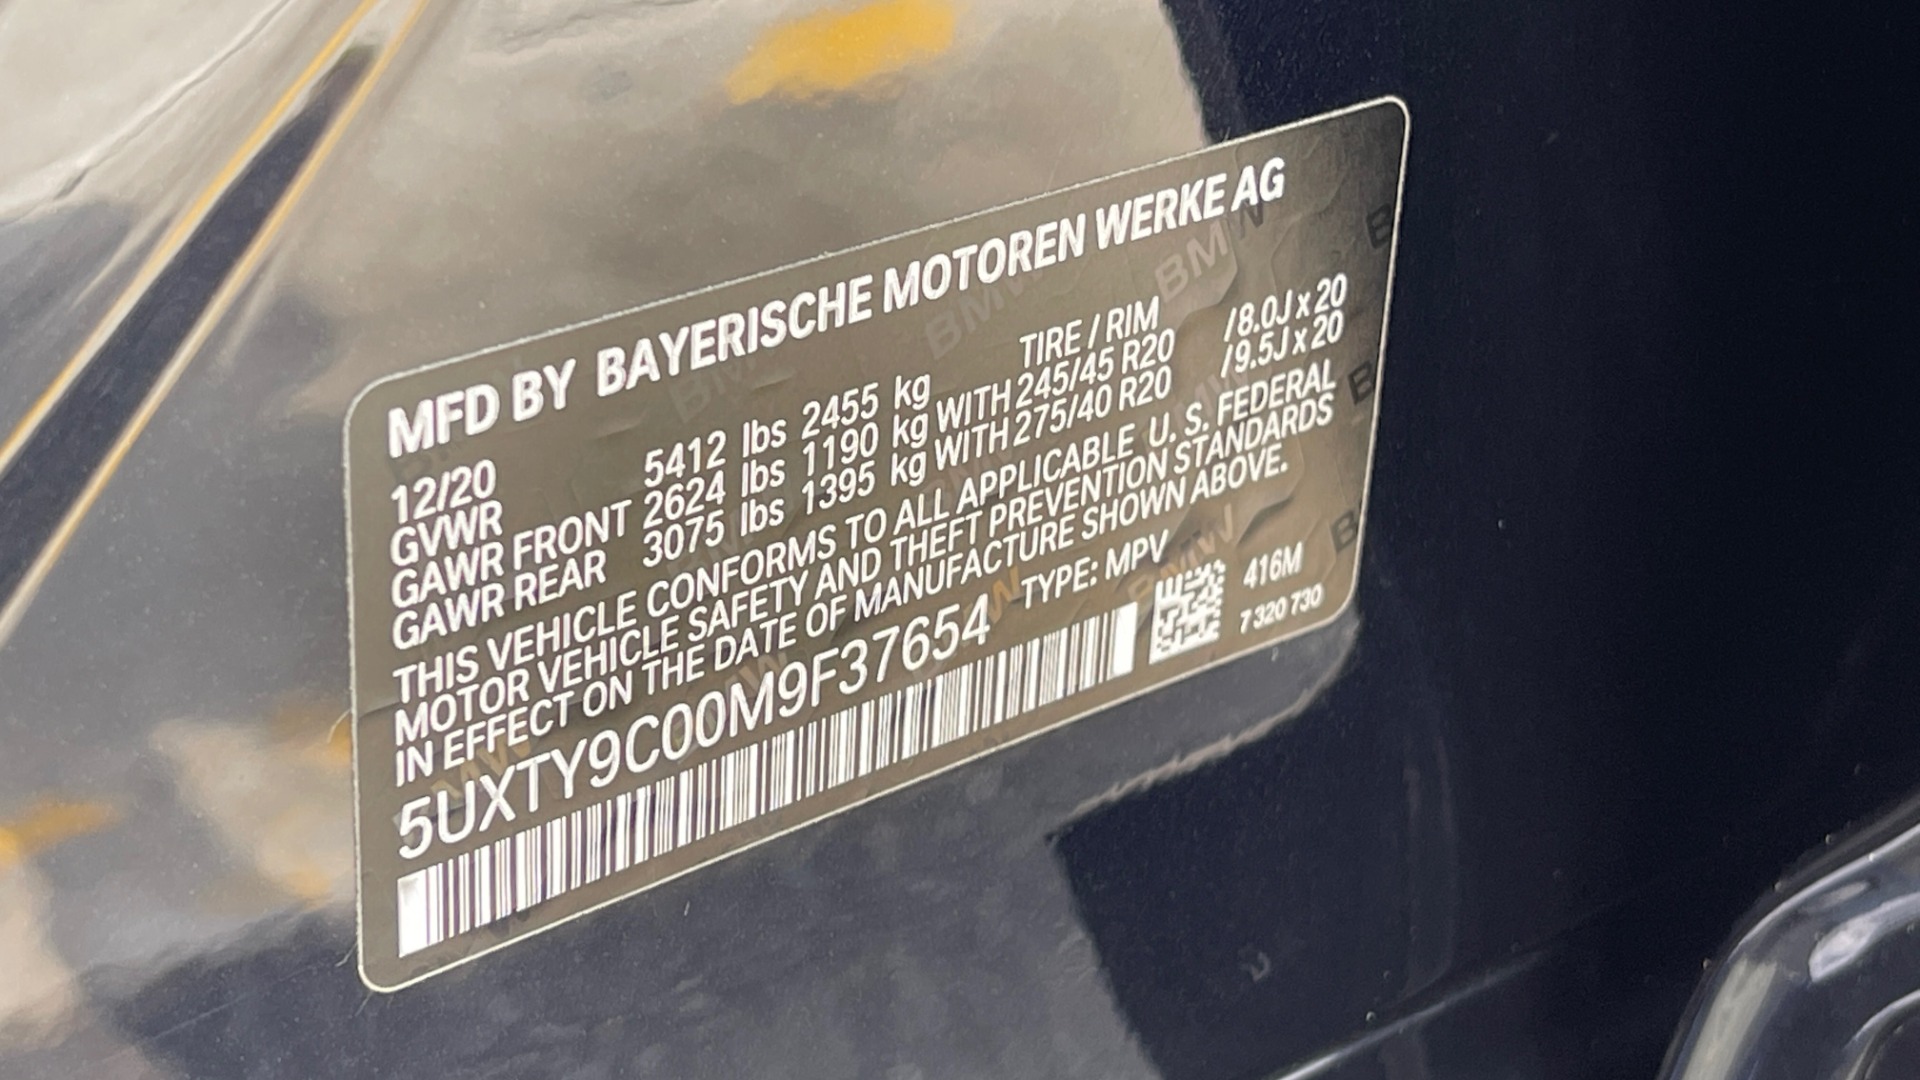 MFD BY BAYERISCHE MOTOREN WERKE AG
12/20 TIRE / RIM
GVWR 5412 lbs 2455 kg
GAWR FRONT 2624 lbs 1190 kg WITH 245/45 R20 /8.0J x 20
GAWR REAR 3075 lbs 1395 kg WITH 275/40 R20 /9.5J x 20
THIS VEHICLE CONFORMS TO ALL APPLICABLE U. S. FEDERAL
MOTOR VEHICLE SAFETY AND THEFT PREVENTION STANDARDS
IN EFFECT ON THE DATE OF MANUFACTURE SHOWN ABOVE.
5UXTY9C00M9F37654 TYPE: MPV
416M
7 320 730